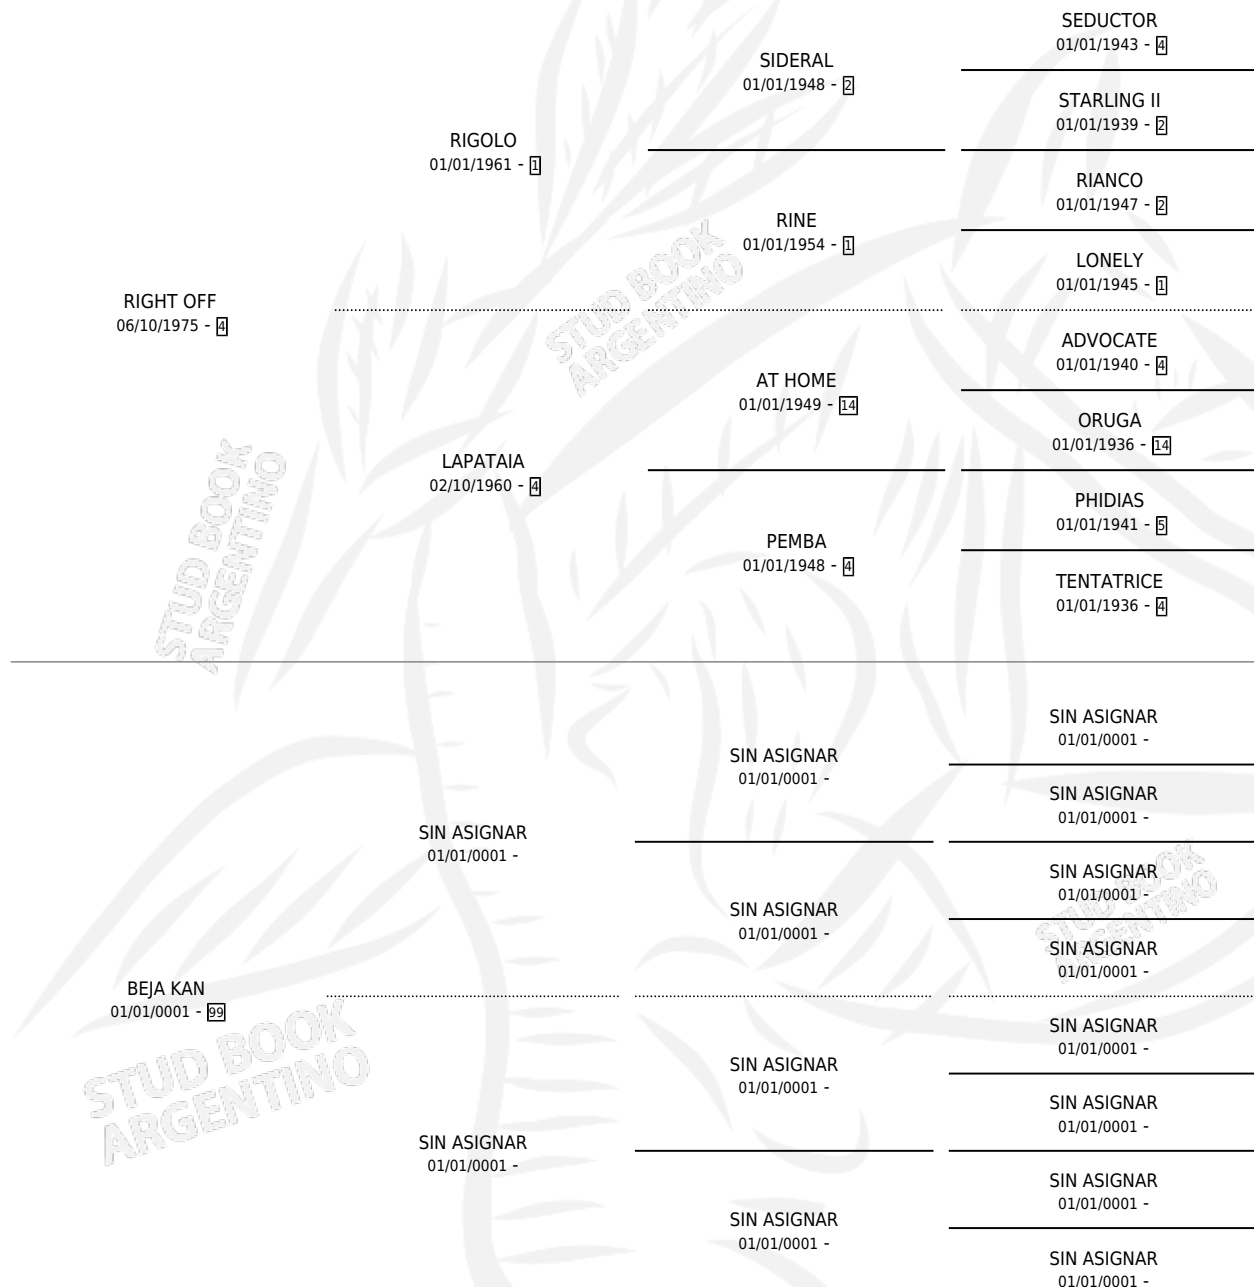 SEDUCTOR
01/01/1943 - 4
SIDERAL
01/01/1948 - 2
STARLING II
01/01/1939 - 2
RIGOLO
01/01/1961 - 1
RIANCO
01/01/1947 - 2
RINE
01/01/1954 - 1
LONELY
01/01/1945 - 1
RIGHT OFF
06/10/1975 - 4
ADVOCATE
01/01/1940 - 4
AT HOME
01/01/1949 - 14
ORUGA
01/01/1936 - 14
LAPATAIA
02/10/1960 - 4
PHIDIAS
01/01/1941 - 5
PEMBA
01/01/1948 - 4
TENTATRICE
01/01/1936 - 4
STUD BOOK
ARGENTINO
STUD BOOK
ARGENTINO
SIN ASIGNAR
01/01/0001 -
SIN ASIGNAR
01/01/0001 -
SIN ASIGNAR
01/01/0001 -
SIN ASIGNAR
01/01/0001 -
SIN ASIGNAR
01/01/0001 -
SIN ASIGNAR
01/01/0001 -
SIN ASIGNAR
01/01/0001 -
BEJA KAN
01/01/0001 - 99
SIN ASIGNAR
01/01/0001 -
SIN ASIGNAR
01/01/0001 -
SIN ASIGNAR
01/01/0001 -
SIN ASIGNAR
01/01/0001 -
SIN ASIGNAR
01/01/0001 -
SIN ASIGNAR
01/01/0001 -
SIN ASIGNAR
01/01/0001 -
STUD BOOK
ARGENTINO
STUD BOOK
ARGENTINO